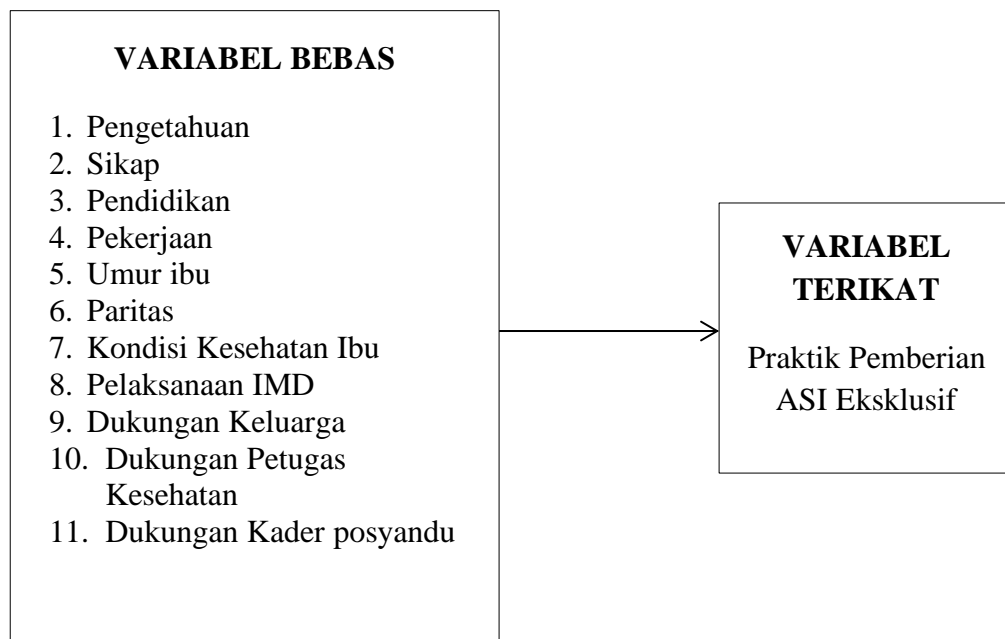 VARIABEL BEBAS
1. Pengetahuan
2. Sikap
3. Pendidikan
4. Pekerjaan
5. Umur ibu
6. Paritas
7. Kondisi Kesehatan Ibu
8. Pelaksanaan IMD
9. Dukungan Keluarga
10. Dukungan Petugas
Kesehatan
11. Dukungan Kader posyandu
VARIABEL
TERIKAT
Praktik Pemberian
ASI Eksklusif